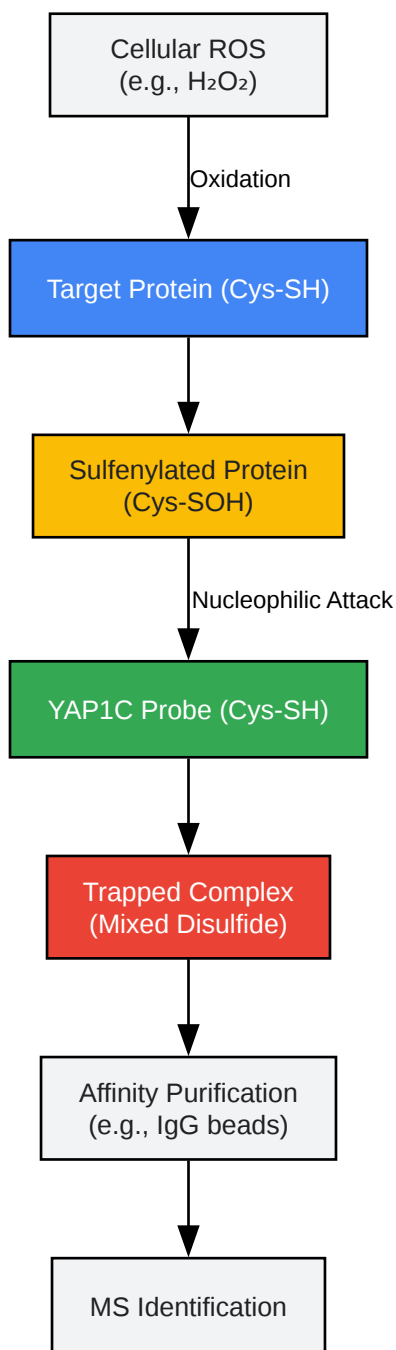 Cellular ROS
(e.g., H₂O₂)
Oxidation
Target Protein (Cys-SH)
Sulfenylated Protein
(Cys-SOH)
Nucleophilic Attack
YAP1C Probe (Cys-SH)
Trapped Complex
(Mixed Disulfide)
Affinity Purification
(e.g., IgG beads)
MS Identification